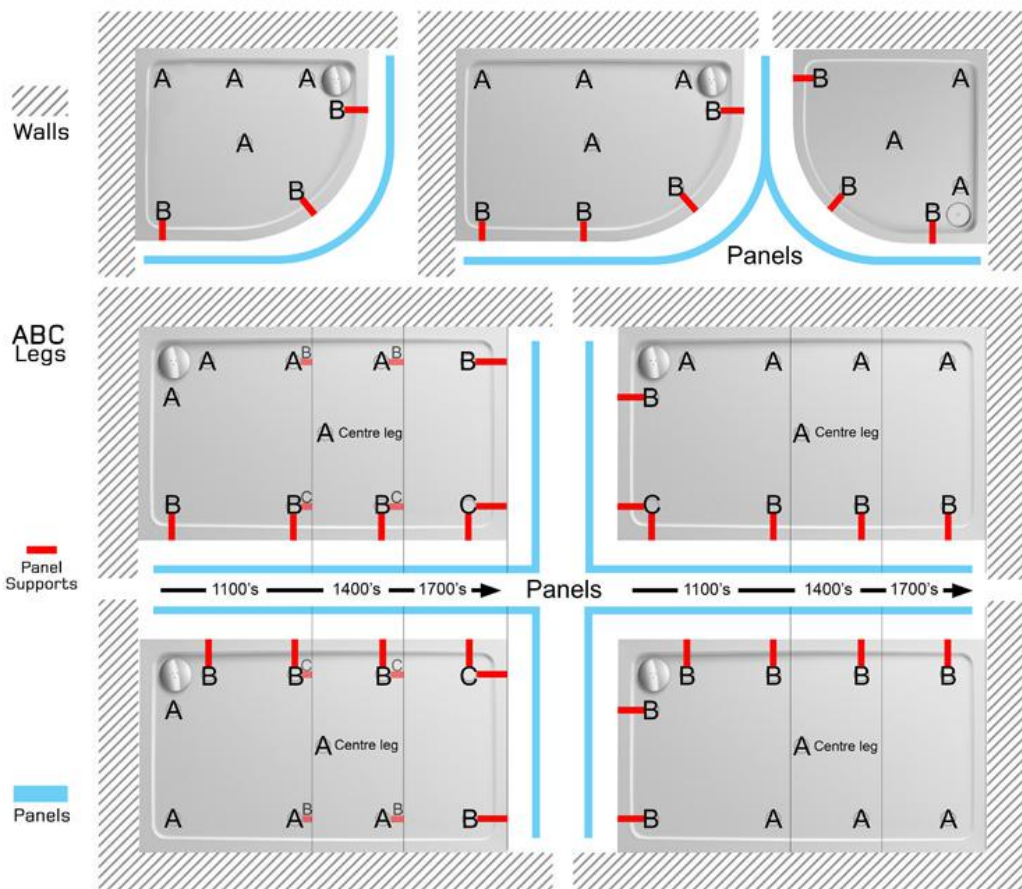 A A A A A A B A
Walls
B B B
A A A
B B B A
B B B B B
Panels
ABC
Legs
A A B A B B A A A A
A B
A Centre leg A Centre leg
B B C B C C C B B B
Panel
Supports
1100's 1400's 1700's Panels 1100's 1400's 1700's
B B C B C C B B B B
A B
A Centre leg A Centre leg
Panels
A A B A B B B A A A